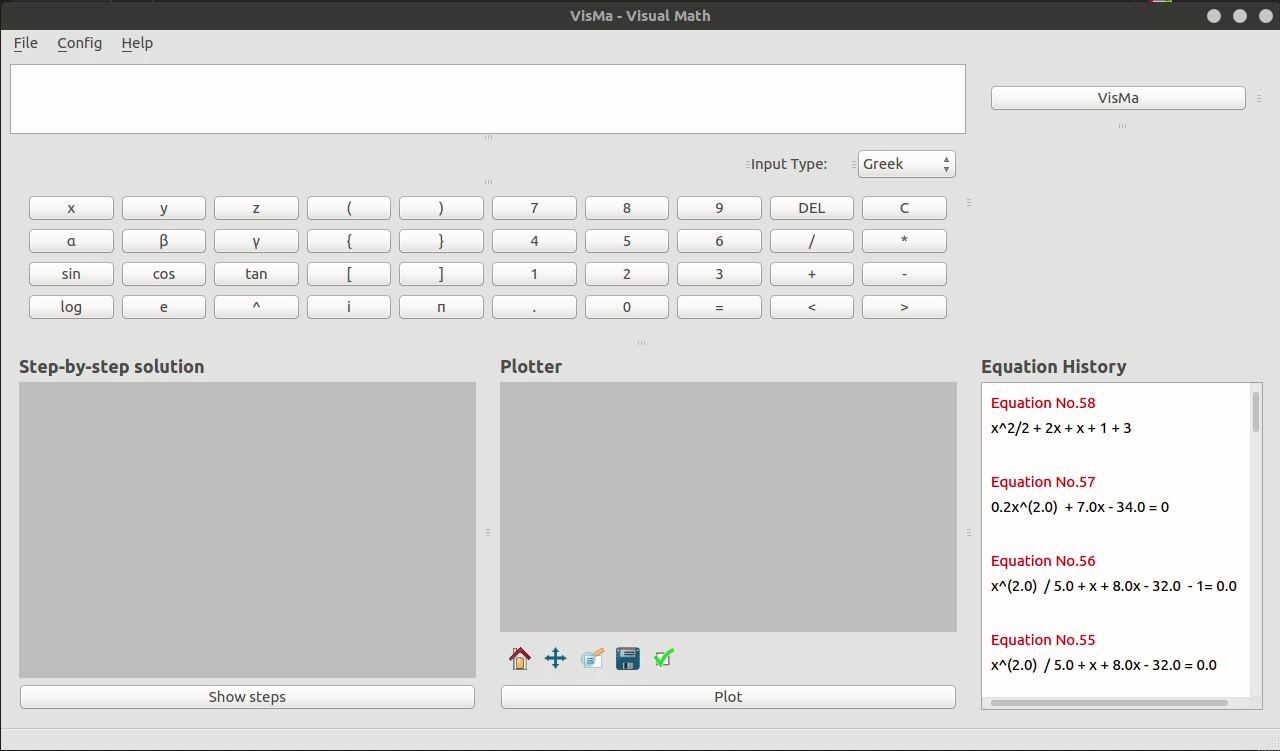 VisMa - Visual Math
File Config Help
VisMa
Input Type: Greek
x y z ( ) 7 8 9 DEL C
α β γ { } 4 5 6 / *
sin cos tan [ ] 1 2 3 + -
log e ^ i π . 0 = < >
Step-by-step solution
Plotter
Equation History
Equation No.58
x^2/2 + 2x + x + 1 + 3
Equation No.57
0.2x^(2.0) + 7.0x - 34.0 = 0
Equation No.56
x^(2.0) / 5.0 + x + 8.0x - 32.0 - 1= 0.0
Equation No.55
x^(2.0) / 5.0 + x + 8.0x - 32.0 = 0.0
Show steps
Plot